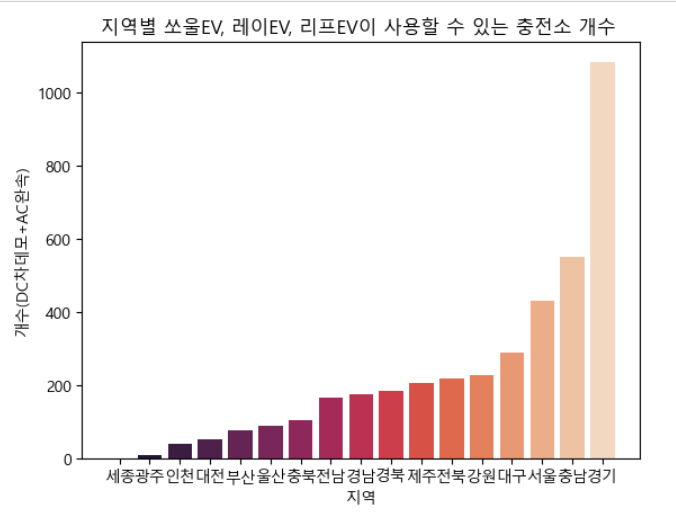 지역별 쏘울EV, 레이EV, 리프EV이 사용할 수 있는 충전소 개수
1000
800
600
400
200
0
개수(DC차데모+AC완속)
세종 광주 인천 대전 부산 울산 충북 전남 경남 경북 제주 전북 강원 대구 서울 충남 경기
지역